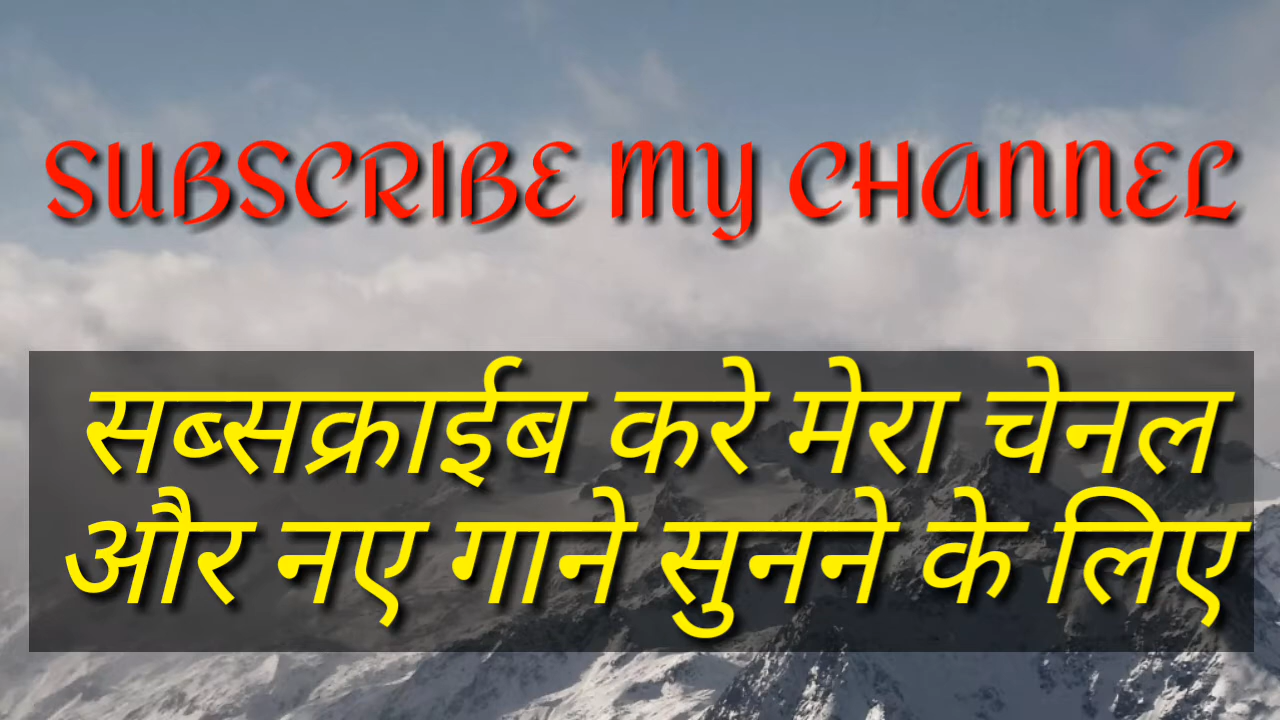 SUBSCRIBE MY CHANNEL
सब्सक्राईब करे मेरा चेनल
और नए गाने सुनने के लिए